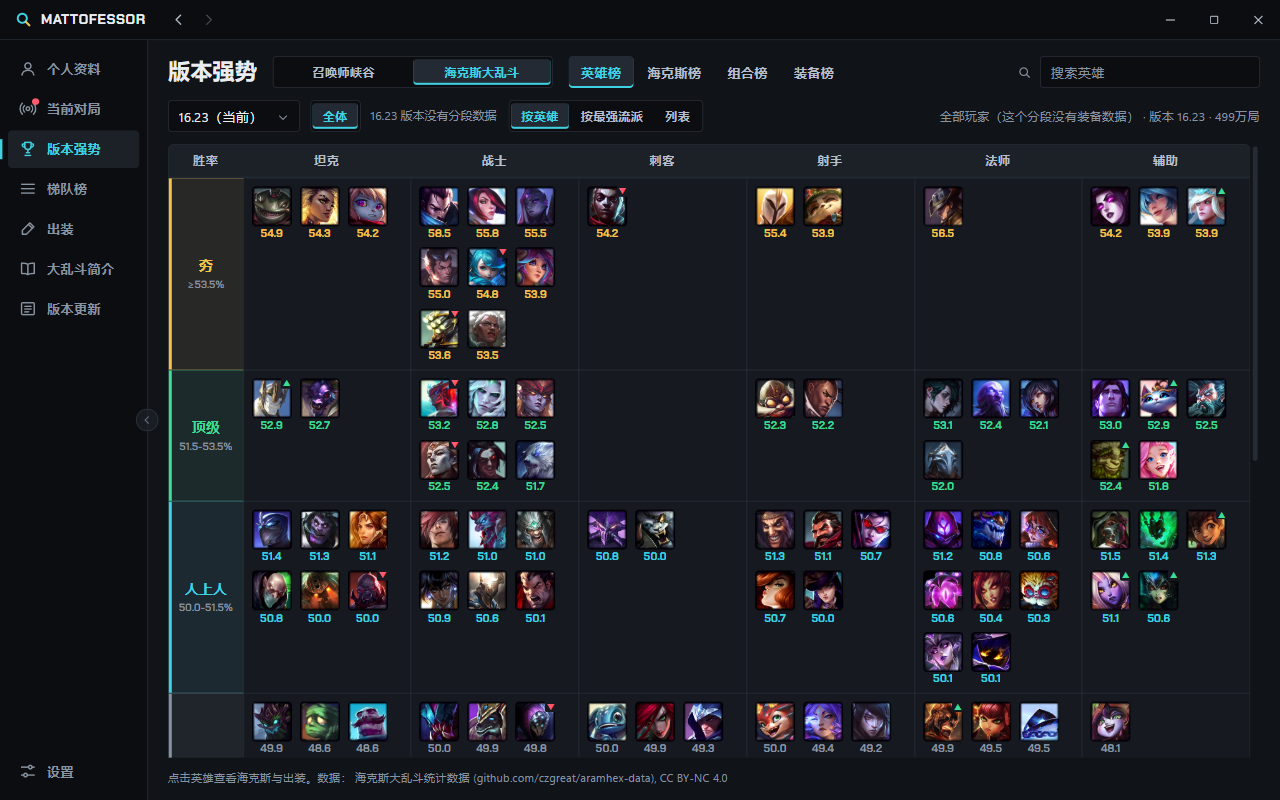 MATTOFESSOR
个人资料
当前对局
版本强势
梯队榜
出装
大乱斗简介
版本更新
设置
版本强势
召唤师峡谷
海克斯大乱斗
英雄榜
海克斯榜
组合榜
装备榜
搜索英雄
16.23（当前）
全体
16.23 版本没有分段数据
按英雄
按最强流派
列表
全部玩家（这个分段没有装备数据） · 版本 16.23 · 499万局
胜率 坦克 战士 刺客 射手 法师 辅助
夯
≥53.5%
54.9 54.3 54.2
58.5 55.8 55.5
55.0 54.8 53.9
53.6 53.5
54.2
55.4 53.9
56.5
54.2 53.9 53.9
顶级
51.5-53.5%
52.9 52.7
53.2 52.8 52.5
52.5 52.4 51.7
52.3 52.2
53.1 52.4 52.1
52.0
53.0 52.9 52.5
52.4 51.8
人上人
50.0-51.5%
51.4 51.3 51.1
50.8 50.0 50.0
51.2 51.0 51.0
50.9 50.6 50.1
50.8 50.0
51.3 51.1 50.7
50.7 50.0
51.2 50.8 50.6
50.6 50.4 50.3
50.1 50.1
51.5 51.4 51.3
51.1 50.6
49.9 48.6 48.6
50.0 49.9 49.8
50.0 49.9 49.3
50.0 49.4 49.2
49.9 49.5 49.5
48.1
点击英雄查看海克斯与出装。数据： 海克斯大乱斗统计数据 (github.com/czgreat/aramhex-data), CC BY-NC 4.0